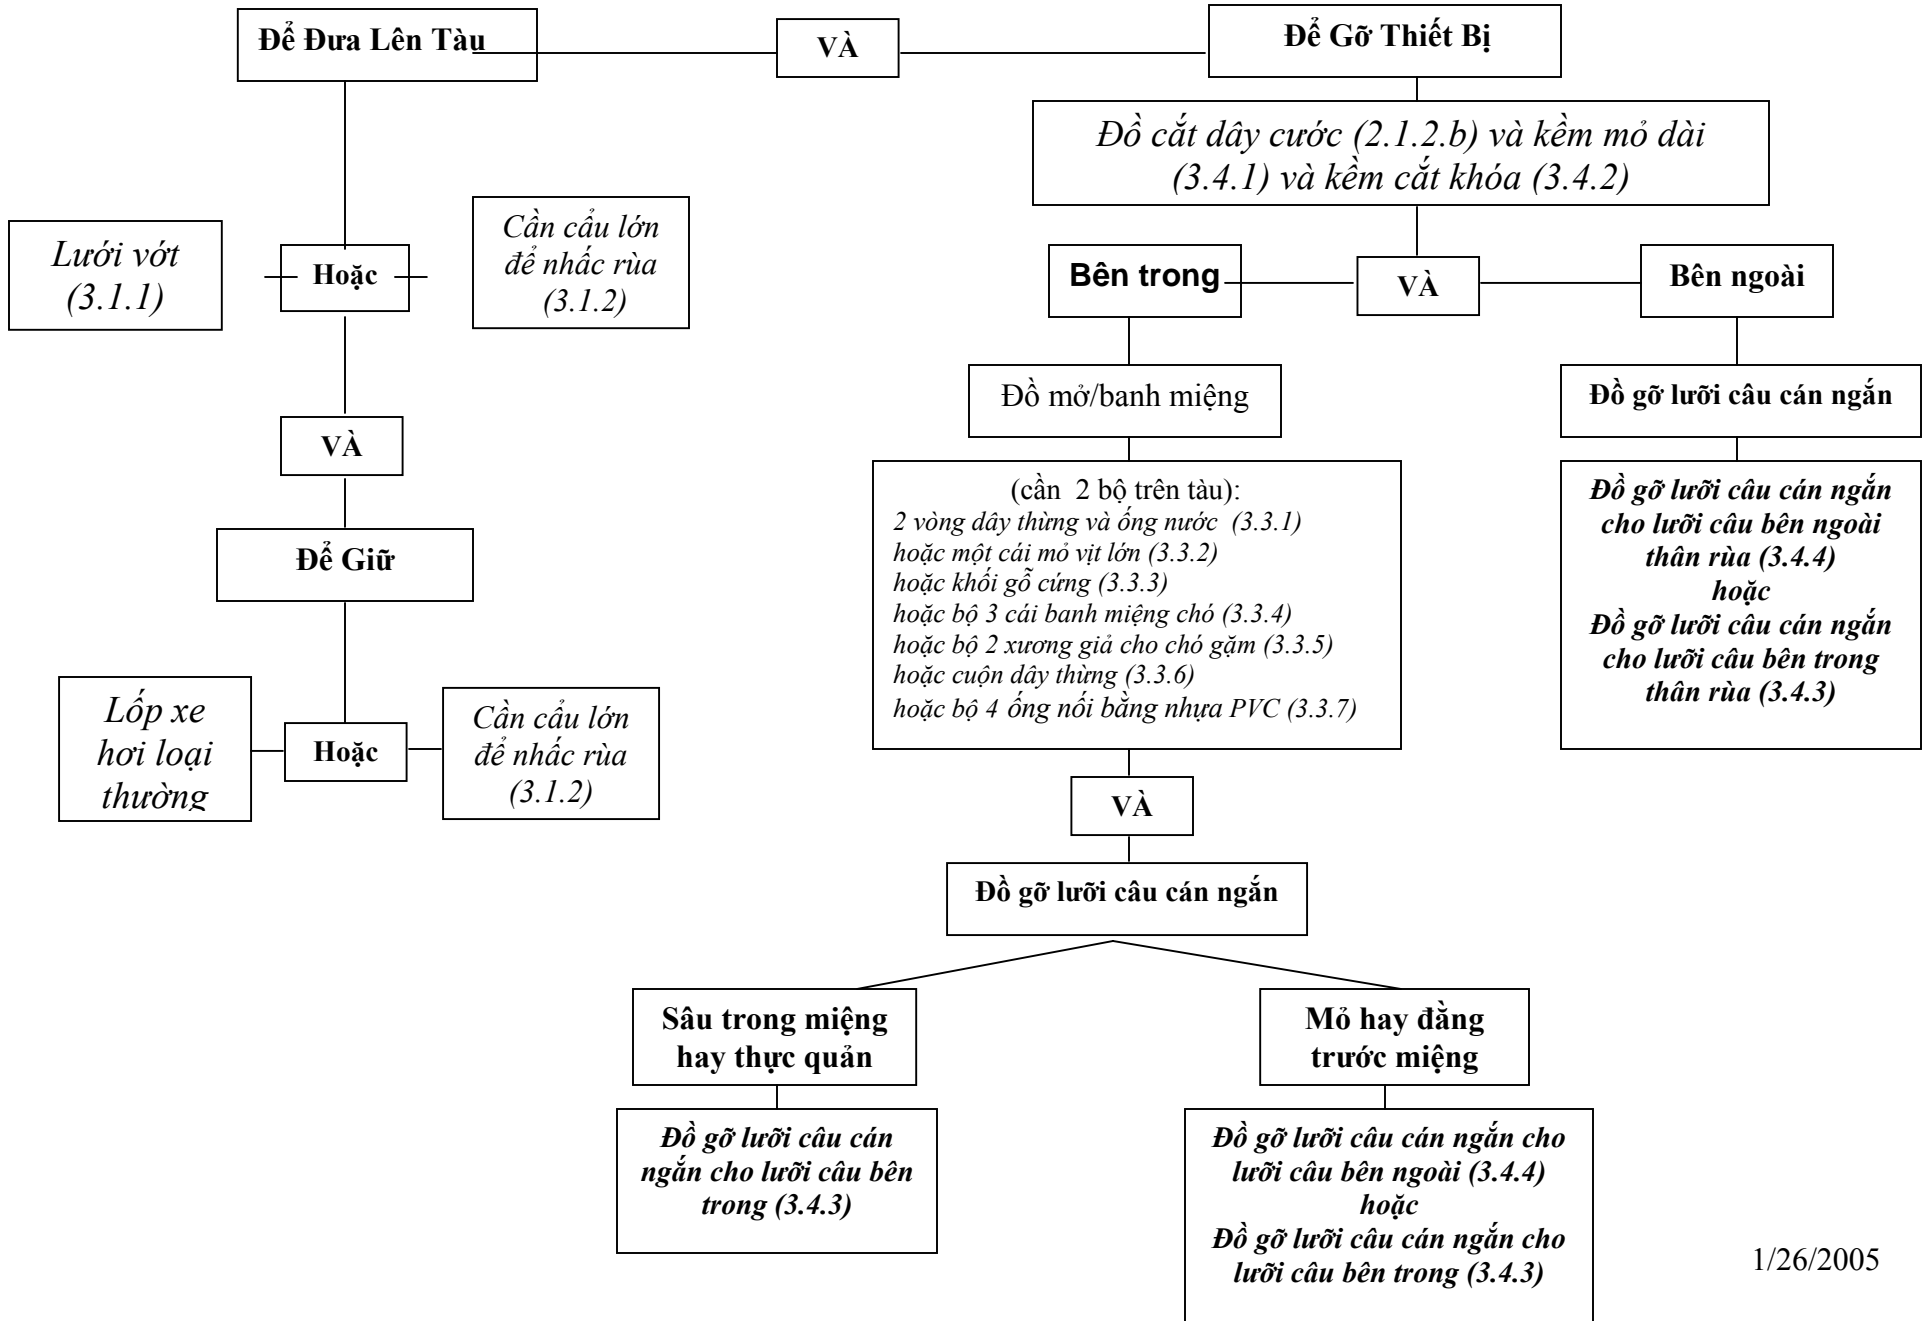 Để Đưa Lên Tàu
VÀ
Để Gỡ Thiết Bị
Đồ cắt dây cước (2.1.2.b) và kềm mỏ dài
(3.4.1) và kềm cắt khóa (3.4.2)
Lưới vớt
(3.1.1)
Hoặc
Cần cẩu lớn
để nhấc rùa
(3.1.2)
Bên trong
VÀ
Bên ngoài
Đồ mở/banh miệng
Đồ gỡ lưỡi câu cán ngắn
VÀ
(cần  2 bộ trên tàu):
2 vòng dây thừng và ống nước  (3.3.1)
hoặc một cái mỏ vịt lớn (3.3.2)
hoặc khối gỗ cứng (3.3.3)
hoặc bộ 3 cái banh miệng chó (3.3.4)
hoặc bộ 2 xương giả cho chó gặm (3.3.5)
hoặc cuộn dây thừng (3.3.6)
hoặc bộ 4 ống nối bằng nhựa PVC (3.3.7)
Đồ gỡ lưỡi câu cán ngắn
cho lưỡi câu bên ngoài
thân rùa (3.4.4)
hoặc
Đồ gỡ lưỡi câu cán ngắn
cho lưỡi câu bên trong
thân rùa (3.4.3)
Để Giữ
Lốp xe
hơi loại
thường
Hoặc
Cần cẩu lớn
để nhấc rùa
(3.1.2)
VÀ
Đồ gỡ lưỡi câu cán ngắn
Sâu trong miệng
hay thực quản
Mỏ hay đằng
trước miệng
Đồ gỡ lưỡi câu cán
ngắn cho lưỡi câu bên
trong (3.4.3)
Đồ gỡ lưỡi câu cán ngắn cho
lưỡi câu bên ngoài (3.4.4)
hoặc
Đồ gỡ lưỡi câu cán ngắn cho
lưỡi câu bên trong (3.4.3)
1/26/2005